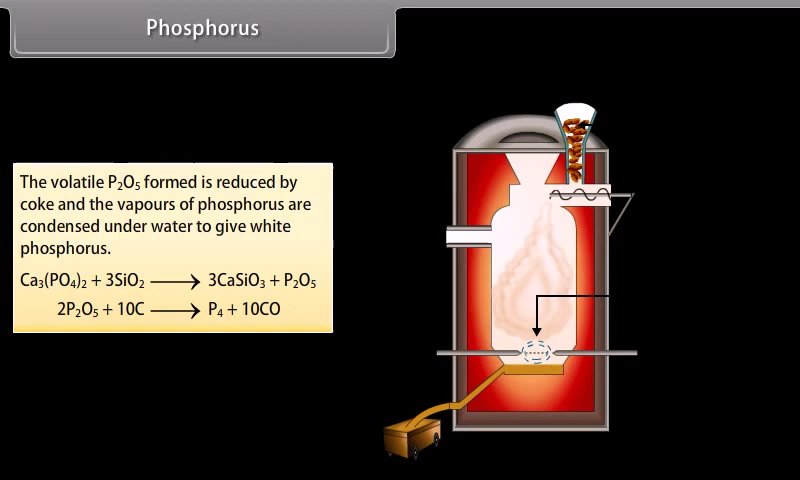 Phosphorus
The volatile P₂O₅ formed is reduced by
coke and the vapours of phosphorus are
condensed under water to give white
phosphorus.
Ca₃(PO₄)₂ + 3SiO₂ ⟶ 3CaSiO₃ + P₂O₅
2P₂O₅ + 10C ⟶ P₄ + 10CO